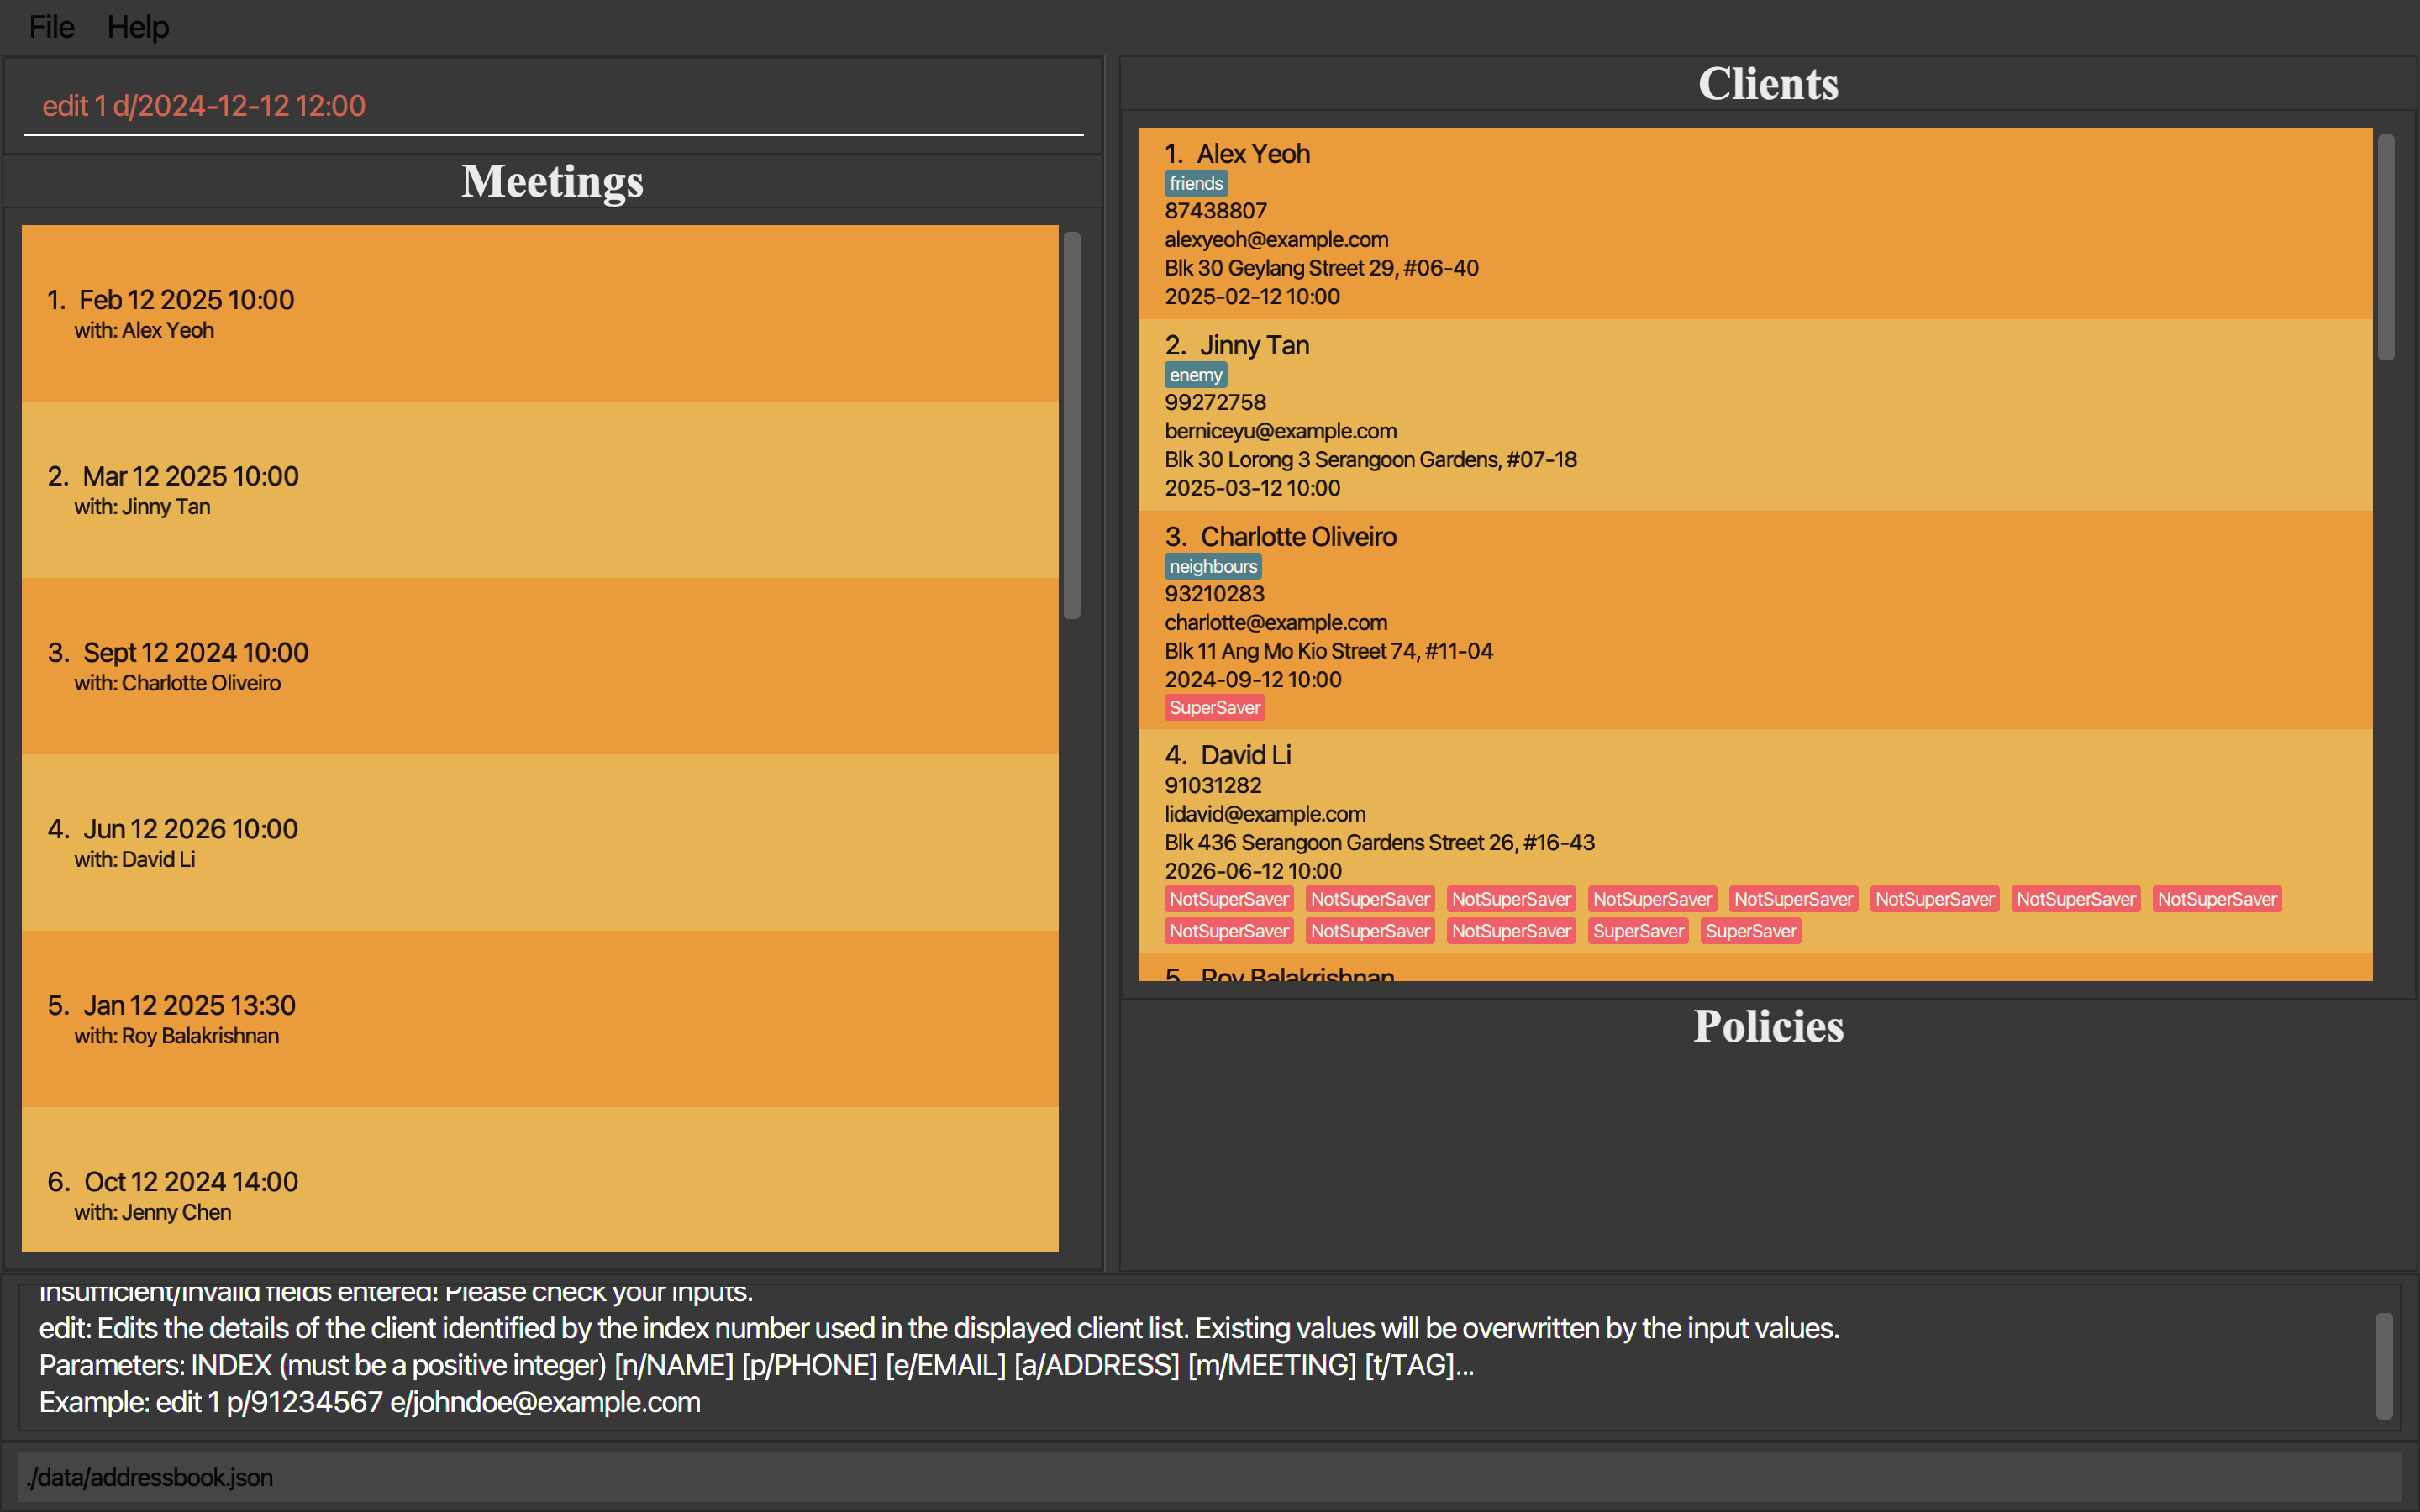 File Help
edit 1 d/2024-12-12 12:00
Meetings
1. Feb 12 2025 10:00
with: Alex Yeoh
2. Mar 12 2025 10:00
with: Jinny Tan
3. Sept 12 2024 10:00
with: Charlotte Oliveiro
4. Jun 12 2026 10:00
with: David Li
5. Jan 12 2025 13:30
with: Roy Balakrishnan
6. Oct 12 2024 14:00
with: Jenny Chen
Clients
1. Alex Yeoh
friends
87438807
alexyeoh@example.com
Blk 30 Geylang Street 29, #06-40
2025-02-12 10:00
2. Jinny Tan
enemy
99272758
berniceyu@example.com
Blk 30 Lorong 3 Serangoon Gardens, #07-18
2025-03-12 10:00
3. Charlotte Oliveiro
neighbours
93210283
charlotte@example.com
Blk 11 Ang Mo Kio Street 74, #11-04
2024-09-12 10:00
SuperSaver
4. David Li
91031282
lidavid@example.com
Blk 436 Serangoon Gardens Street 26, #16-43
2026-06-12 10:00
NotSuperSaver NotSuperSaver NotSuperSaver NotSuperSaver NotSuperSaver NotSuperSaver NotSuperSaver NotSuperSaver
NotSuperSaver NotSuperSaver NotSuperSaver SuperSaver SuperSaver
5. Roy Balakrishnan
Policies
Insufficient/Invalid fields entered! Please check your inputs.
edit: Edits the details of the client identified by the index number used in the displayed client list. Existing values will be overwritten by the input values.
Parameters: INDEX (must be a positive integer) [n/NAME] [p/PHONE] [e/EMAIL] [a/ADDRESS] [m/MEETING] [t/TAG]...
Example: edit 1 p/91234567 e/johndoe@example.com
./data/addressbook.json